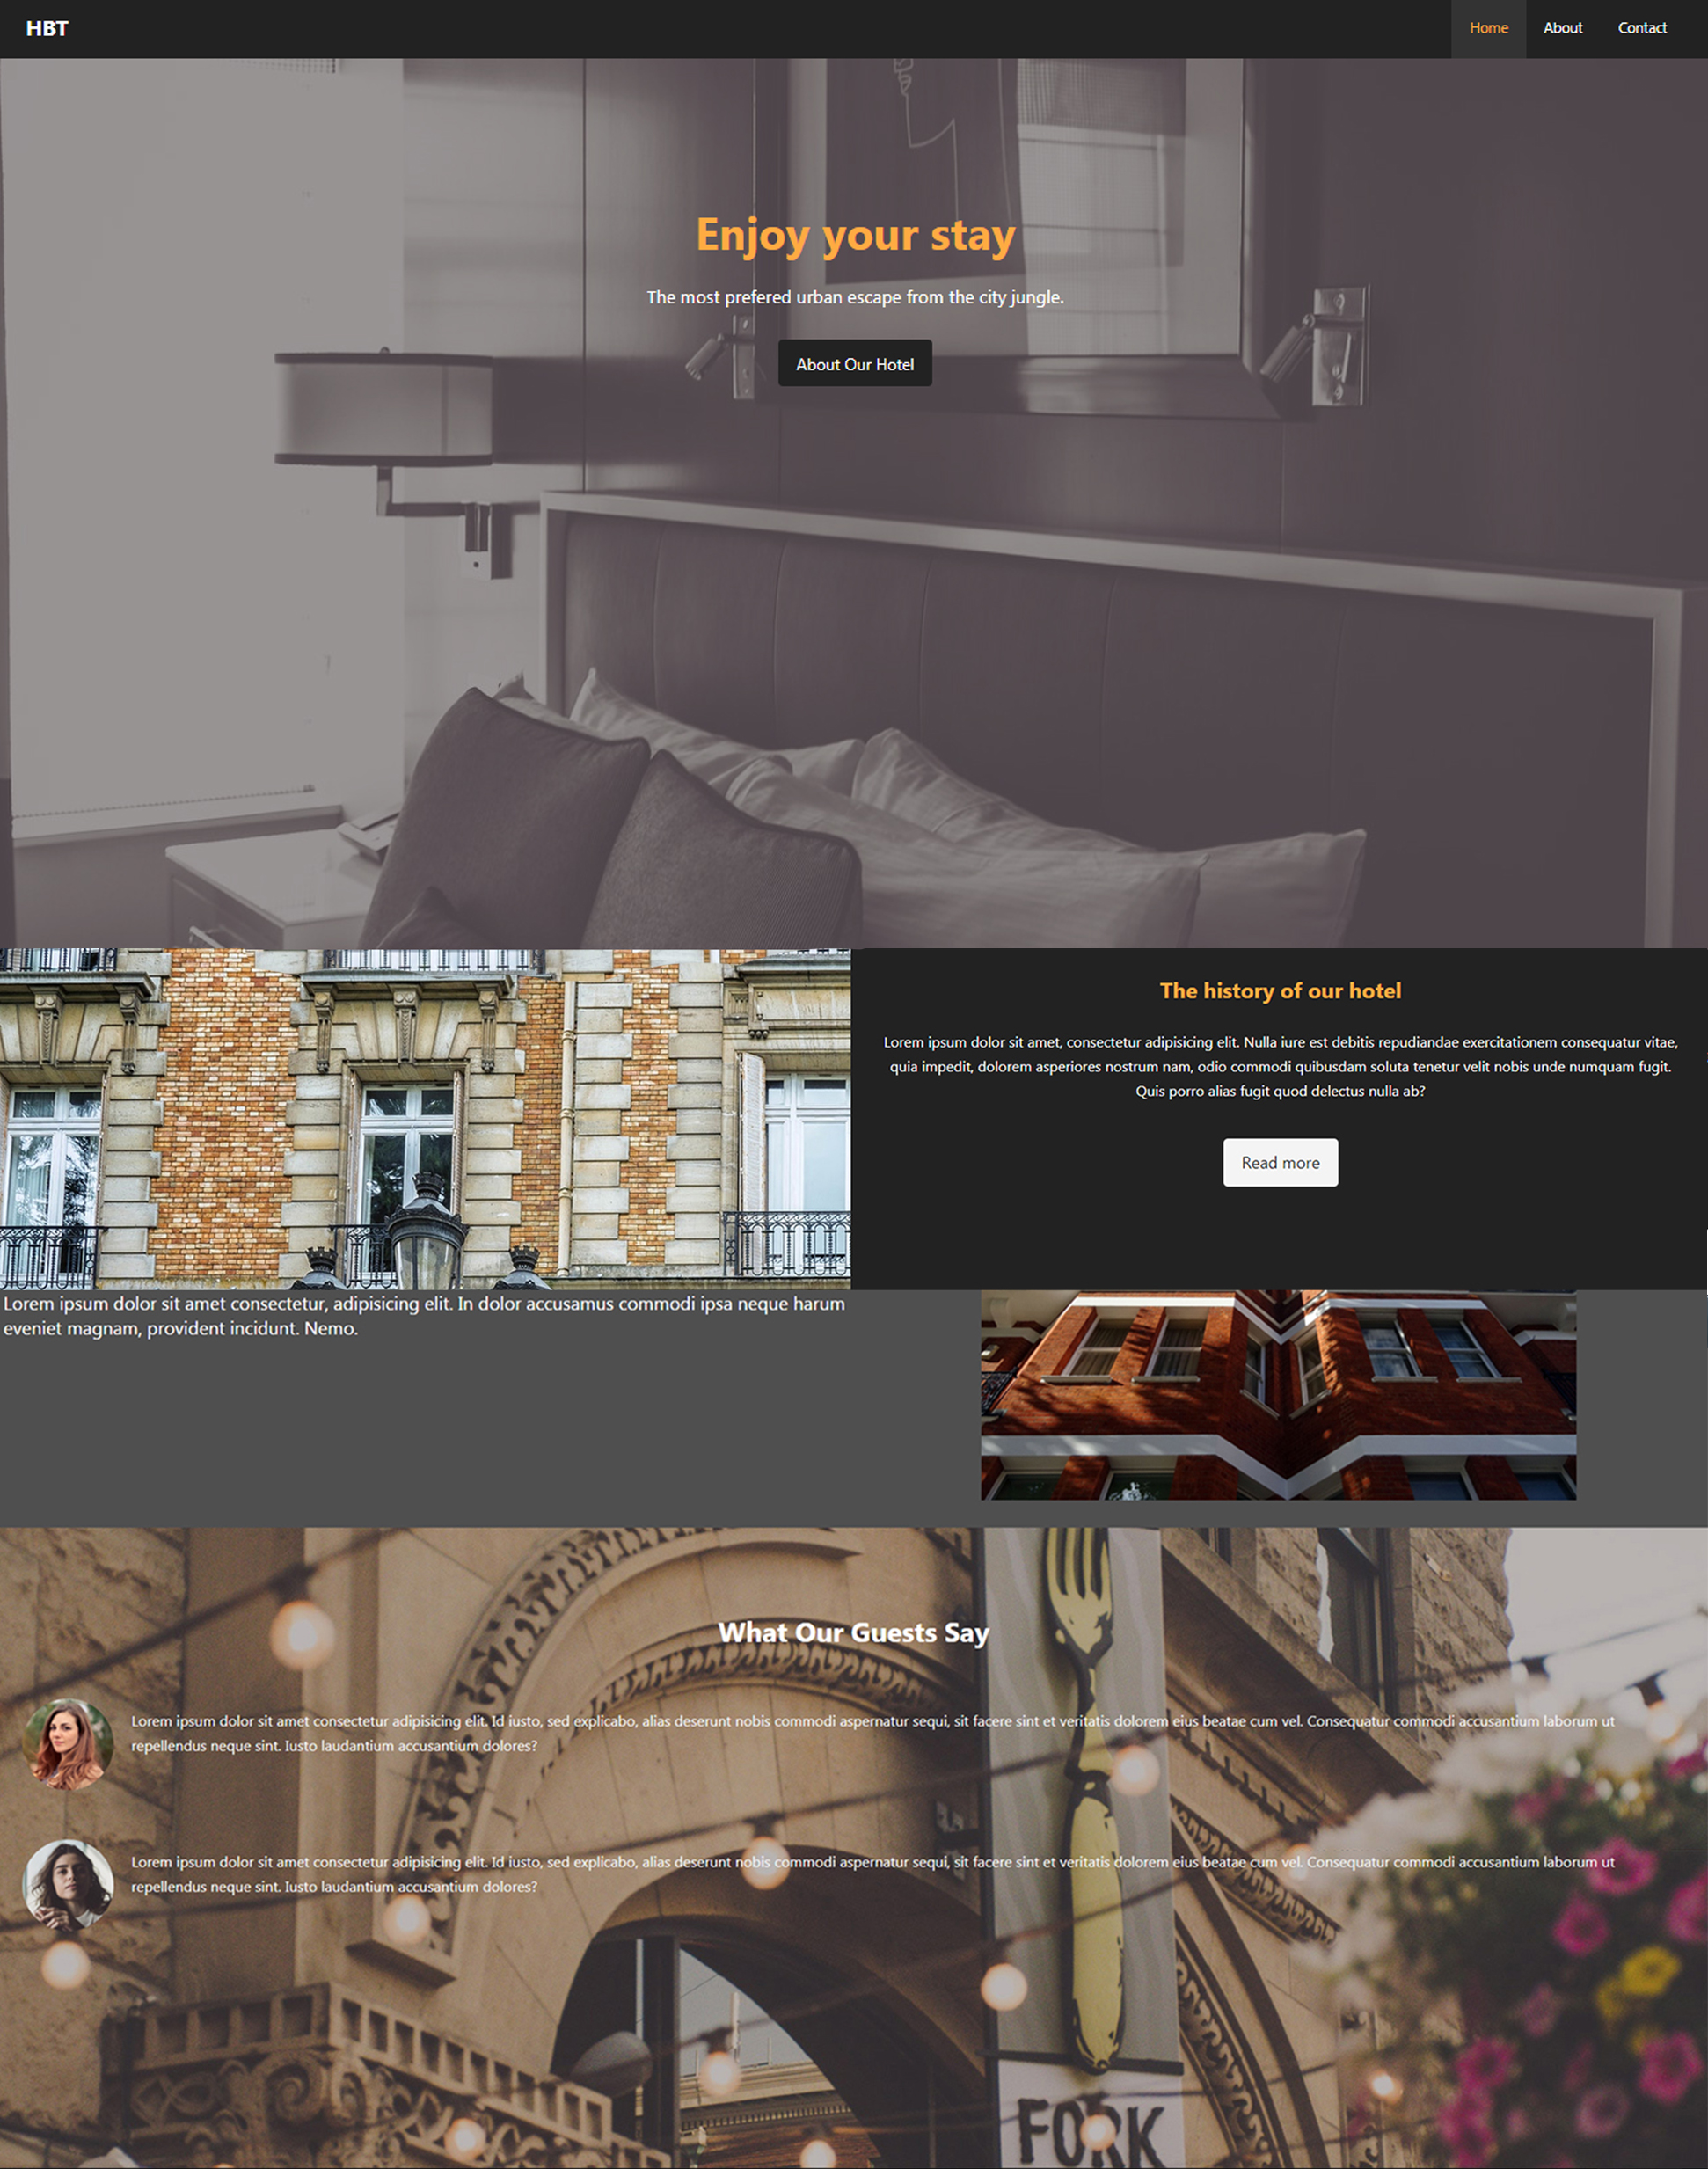 HBT
Home About Contact
Enjoy your stay
The most prefered urban escape from the city jungle.
About Our Hotel
The history of our hotel
Lorem ipsum dolor sit amet, consectetur adipisicing elit. Nulla iure est debitis repudiandae exercitationem consequatur vitae,
quia impedit, dolorem asperiores nostrum nam, odio commodi quibusdam soluta tenetur velit nobis unde numquam fugit.
Quis porro alias fugit quod delectus nulla ab?
Read more
Lorem ipsum dolor sit amet consectetur, adipisicing elit. In dolor accusamus commodi ipsa neque harum
eveniet magnam, provident incidunt. Nemo.
What Our Guests Say
Lorem ipsum dolor sit amet consectetur adipisicing elit. Id iusto, sed explicabo, alias deserunt nobis commodi aspernatur sequi, sit facere sint et veritatis dolorem eius beatae cum vel. Consequatur commodi accusantium laborum ut
repellendus neque sint. Iusto laudantium accusantium dolores?
Lorem ipsum dolor sit amet consectetur adipisicing elit. Id iusto, sed explicabo, alias deserunt nobis commodi aspernatur sequi, sit facere sint et veritatis dolorem eius beatae cum vel. Consequatur commodi accusantium laborum ut
repellendus neque sint. Iusto laudantium accusantium dolores?
FORK